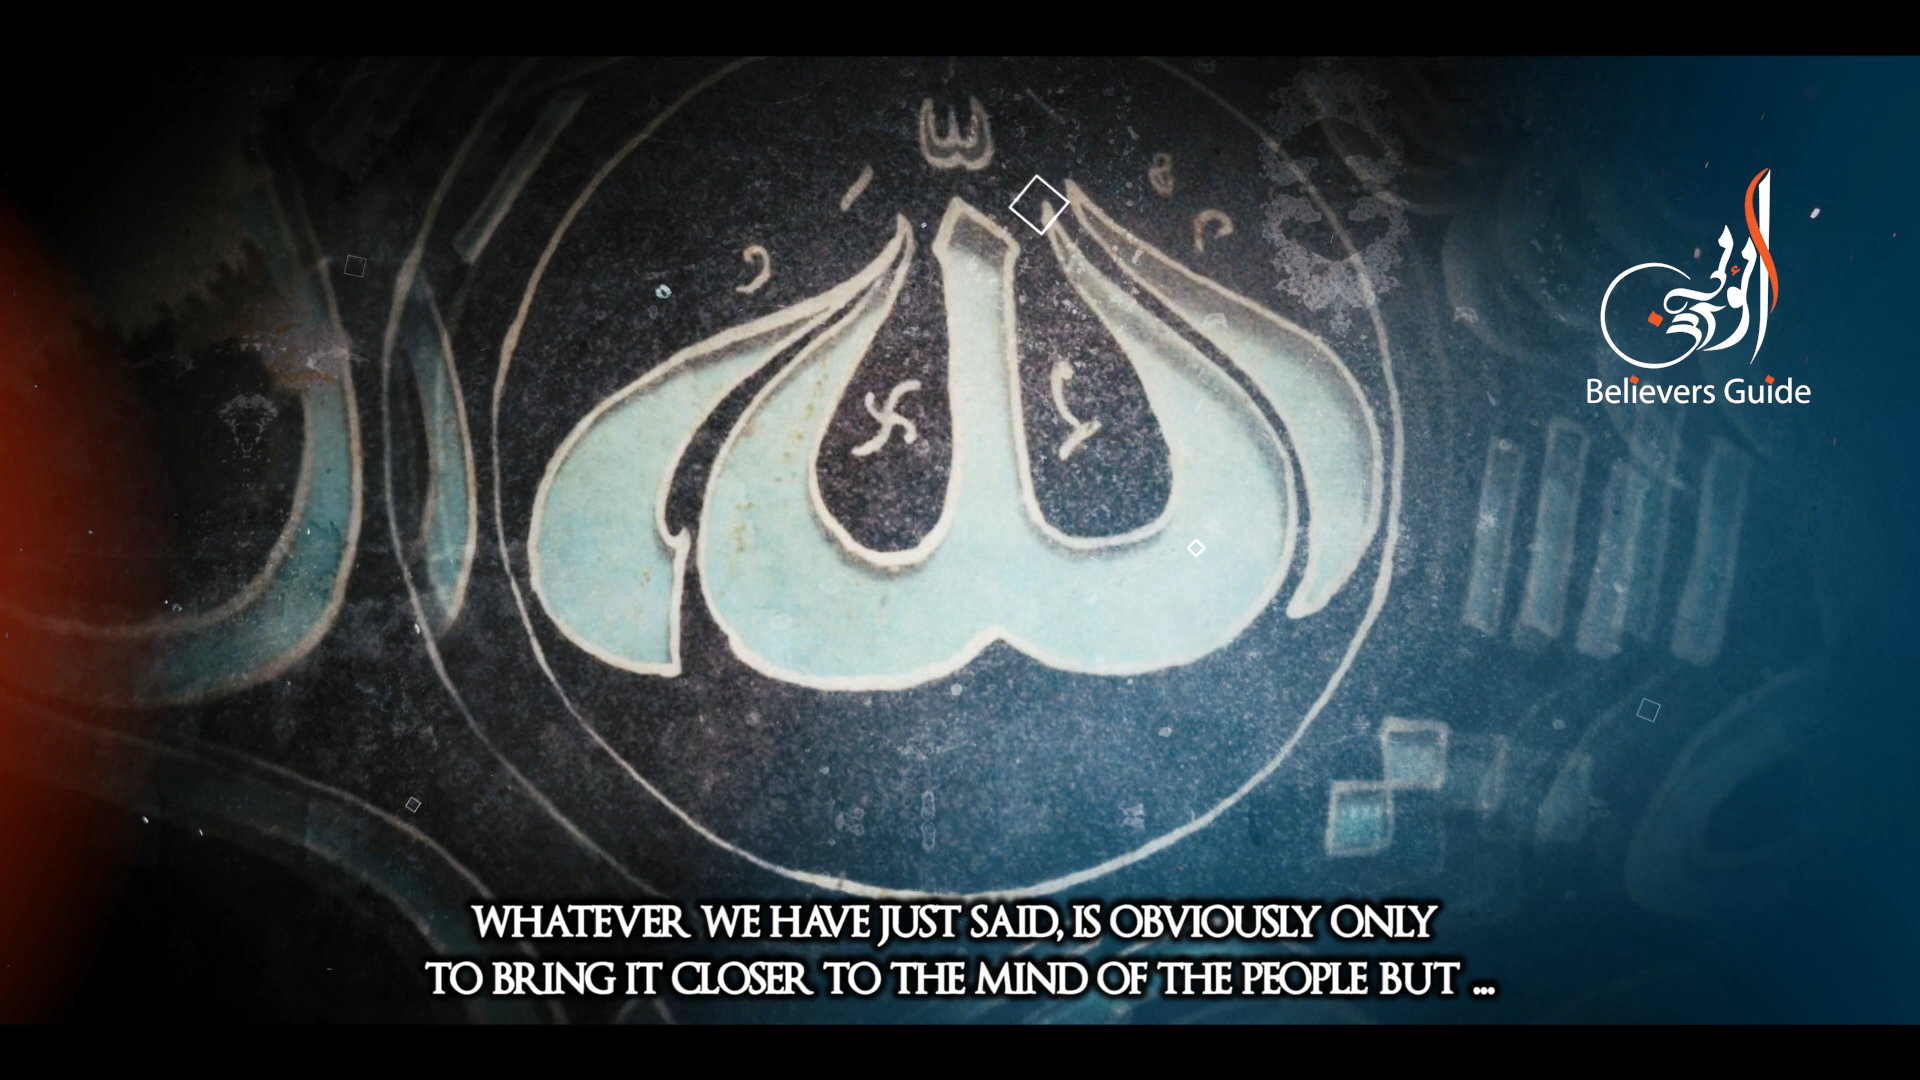 الله
Believers Guide
WHATEVER WE HAVE JUST SAID, IS OBVIOUSLY ONLY
TO BRING IT CLOSER TO THE MIND OF THE PEOPLE BUT ...